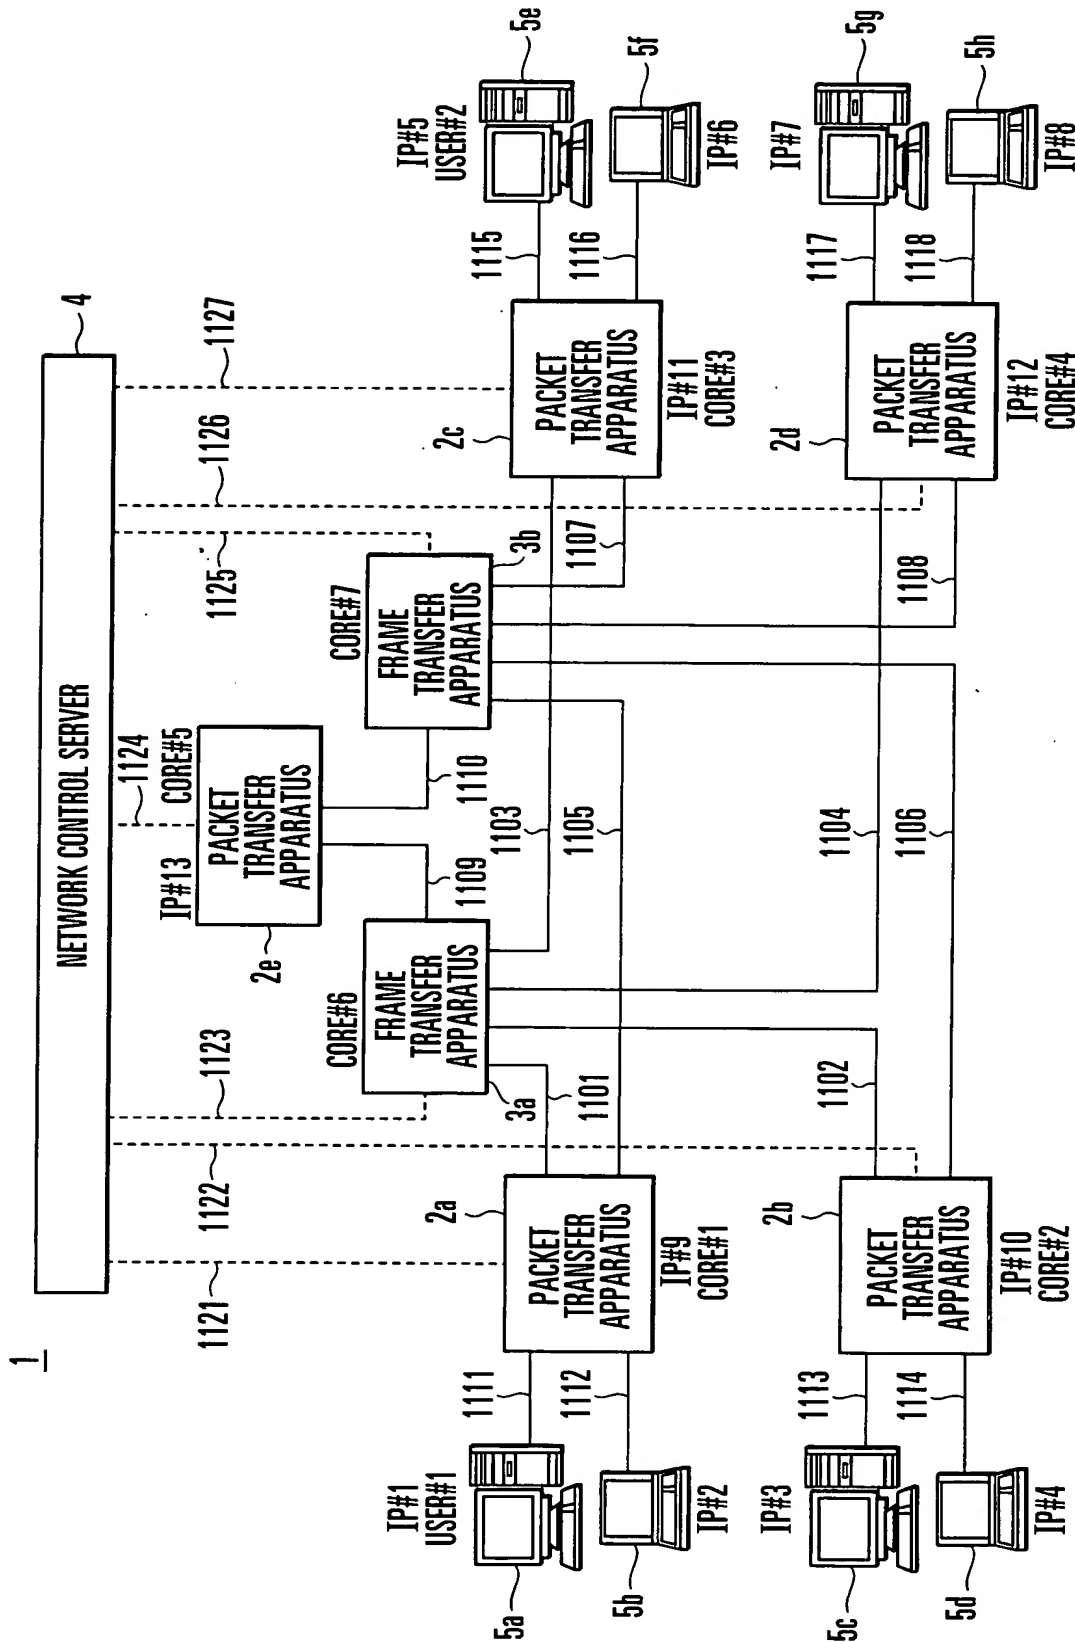 1
NETWORK CONTROL SERVER
4
1121
1122
1123
1124
1125
1126
1127
IP#13
CORE#5
PACKET
TRANSFER
APPARATUS
2e
CORE#6
FRAME
TRANSFER
APPARATUS
3a
1109
1110
CORE#7
FRAME
TRANSFER
APPARATUS
3b
IP#1
USER#1
5a
1111
1112
5b
IP#2
2a
PACKET
TRANSFER
APPARATUS
IP#9
CORE#1
1101
1103
1105
1107
2c
PACKET
TRANSFER
APPARATUS
IP#11
CORE#3
1115
1116
IP#5
USER#2
5e
5f
IP#6
IP#3
5c
1113
1114
5d
IP#4
2b
PACKET
TRANSFER
APPARATUS
IP#10
CORE#2
1102
1104
1106
1108
2d
PACKET
TRANSFER
APPARATUS
IP#12
CORE#4
1117
1118
IP#7
5g
5h
IP#8